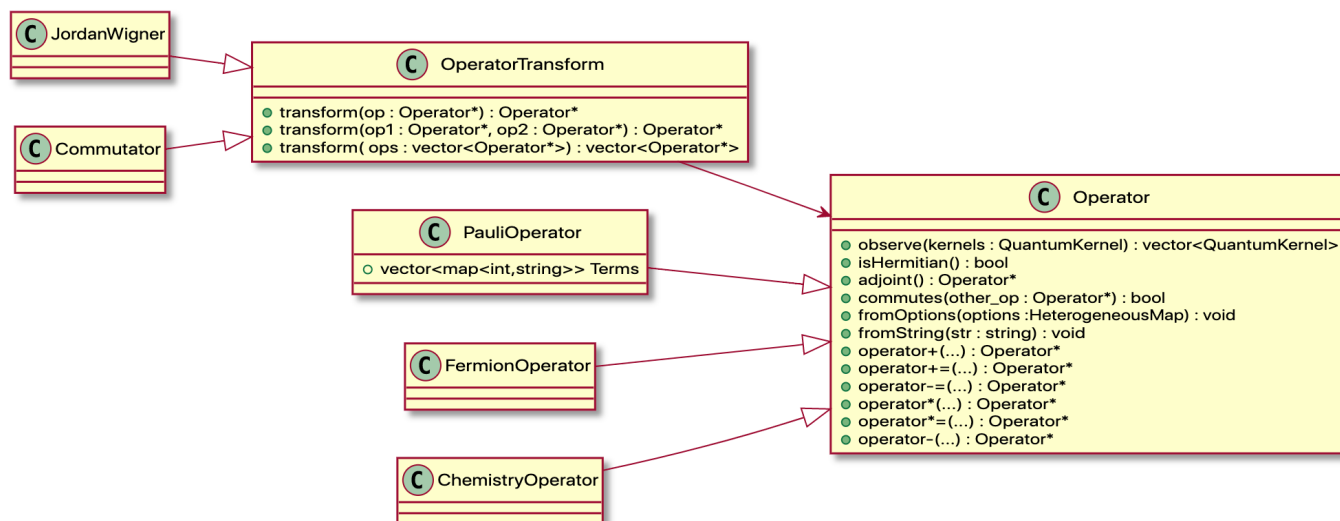 C JordanWigner
C OperatorTransform
transform(op : Operator*) : Operator*
transform(op1 : Operator*, op2 : Operator*) : Operator*
transform( ops : vector<Operator*>) : vector<Operator*>
C Commutator
C Operator
observe(kernels : QuantumKernel) : vector<QuantumKernel>
isHermitian() : bool
adjoint() : Operator*
commutes(other_op : Operator*) : bool
fromOptions(options :HeterogeneousMap) : void
fromString(str : string) : void
operator+(...) : Operator*
operator+=(...) : Operator*
operator-=(...) : Operator*
operator*(...) : Operator*
operator*=(...) : Operator*
operator-(...) : Operator*
C PauliOperator
vector<map<int,string>> Terms
C FermionOperator
C ChemistryOperator